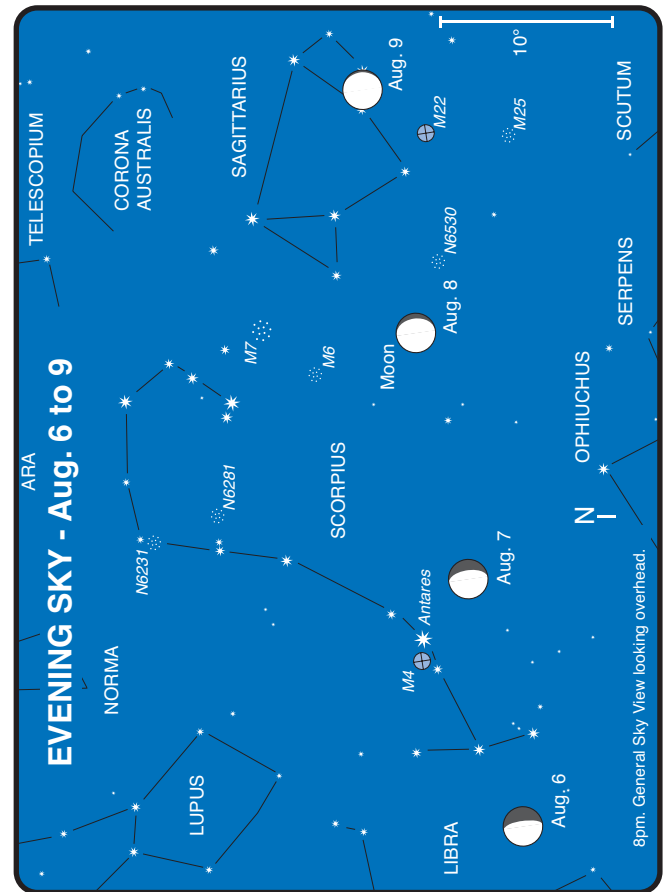 EVENING SKY - Aug. 6 to 9
TELESCOPIUM
ARA
NORMA
CORONA
AUSTRALIS
LUPUS
SAGITTARIUS
M7
M6
N6281
N6231
SCORPIUS
Aug. 9
M22
10°
M25
SCUTUM
N6530
Moon
Aug. 8
Antares
M4
Aug. 7
LIBRA
Aug. 6
OPHIUCHUS
SERPENS
N
8pm. General Sky View looking overhead.